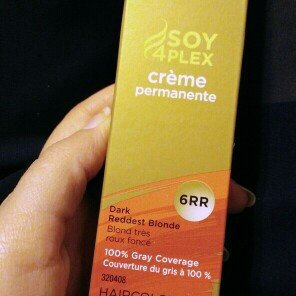 SOY
4PLEX
crème
permanente
6RR
Dark
Reddest Blonde
Blond très
roux foncé
100% Gray Coverage
Couverture du gris à 100 %
320408